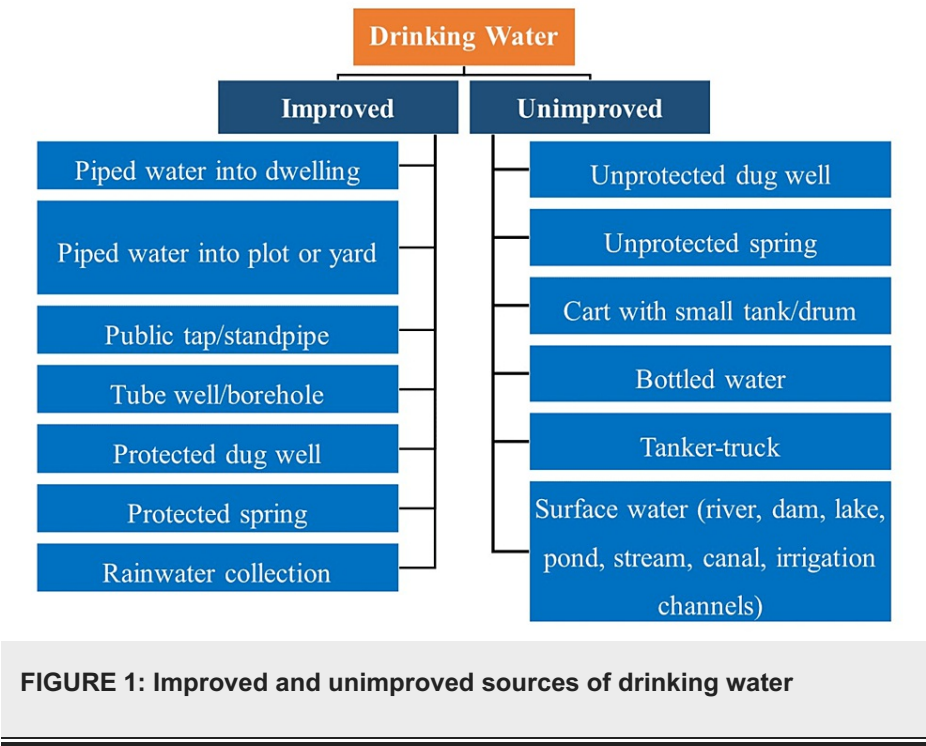 Drinking Water
Improved
Unimproved
Piped water into dwelling
Piped water into plot or yard
Public tap/standpipe
Tube well/borehole
Protected dug well
Protected spring
Rainwater collection
Unprotected dug well
Unprotected spring
Cart with small tank/drum
Bottled water
Tanker-truck
Surface water (river, dam, lake,
pond, stream, canal, irrigation
channels)
FIGURE 1: Improved and unimproved sources of drinking water